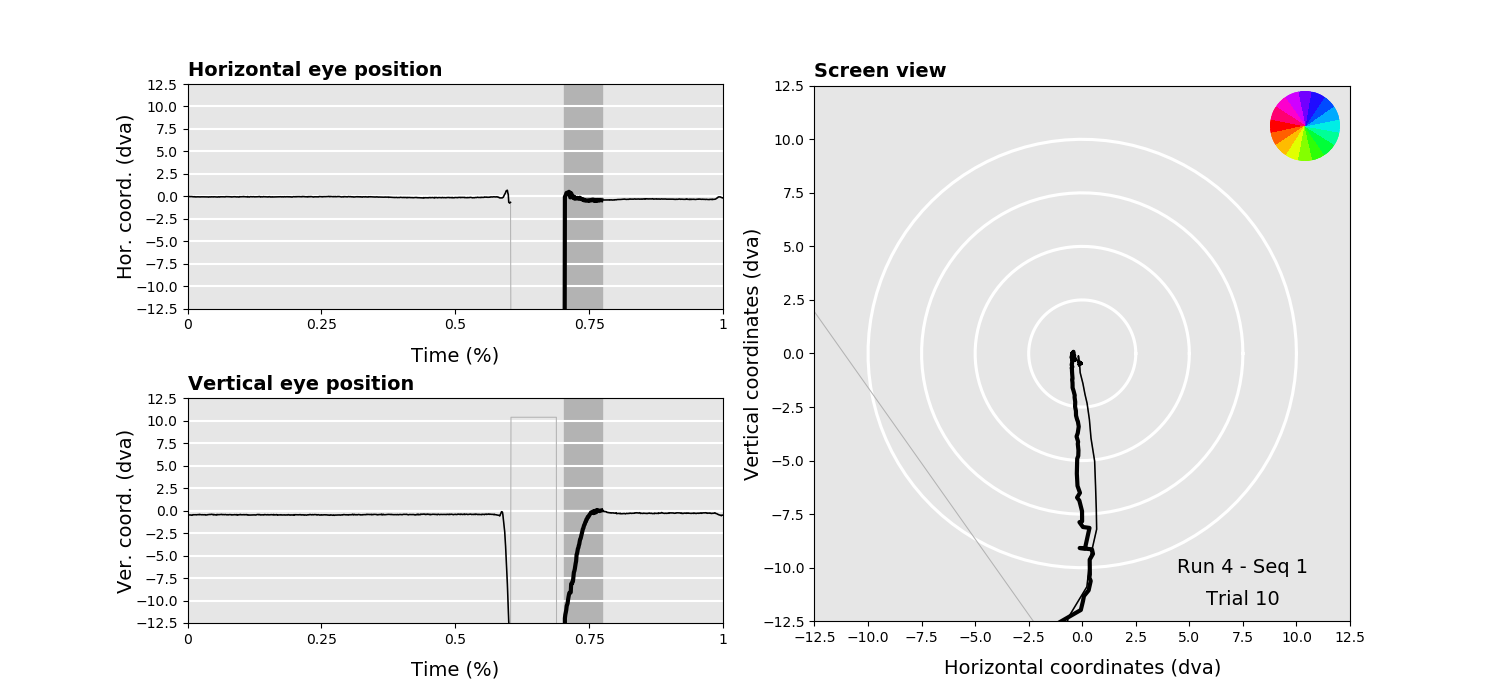 Horizontal eye position
12.5
10.0
7.5
5.0
2.5
0.0
−2.5
−5.0
−7.5
−10.0
−12.5
Hor. coord. (dva)
0 0.25 0.5 0.75 1
Time (%)
Vertical eye position
12.5
10.0
7.5
5.0
2.5
0.0
−2.5
−5.0
−7.5
−10.0
−12.5
Ver. coord. (dva)
0 0.25 0.5 0.75 1
Time (%)
Screen view
12.5
10.0
7.5
5.0
2.5
0.0
−2.5
−5.0
−7.5
−10.0
−12.5
Vertical coordinates (dva)
Run 4 - Seq 1
Trial 10
−12.5 −10.0 −7.5 −5.0 −2.5 0.0 2.5 5.0 7.5 10.0 12.5
Horizontal coordinates (dva)